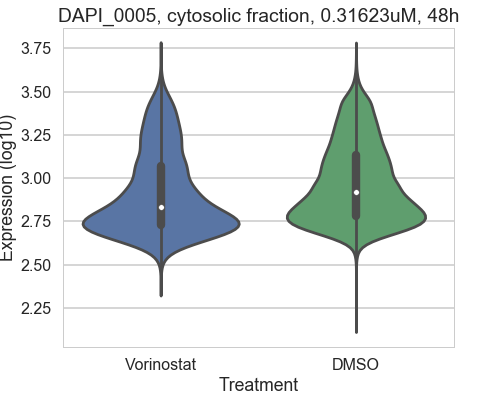 DAPI_0005, cytosolic fraction, 0.31623uM, 48h
3.75
3.50
3.25
3.00
2.75
2.50
2.25
Expression (log10)
Vorinostat DMSO
Treatment